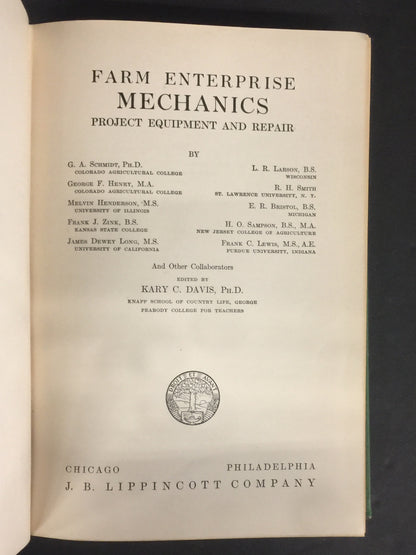 FARM ENTERPRISE
MECHANICS
PROJECT EQUIPMENT AND REPAIR
BY
G. A. SCHMIDT, PH.D.
COLORADO AGRICULTURAL COLLEGE
GEORGE F. HENRY, M.A.
COLORADO AGRICULTURAL COLLEGE
MELVIN HENDERSON, M.S.
UNIVERSITY OF ILLINOIS
FRANK J. ZINK, B.S.
KANSAS STATE COLLEGE
JAMES DEWEY LONG, M.S.
UNIVERSITY OF CALIFORNIA
L. R. LARSON, B.S.
WISCONSIN
R. H. SMITH
ST. LAWRENCE UNIVERSITY, N. Y.
E. R. BRISTOL, B.S.
MICHIGAN
H. O. SAMPSON, B.S., M.A.
NEW JERSEY COLLEGE OF AGRICULTURE
FRANK C. LEWIS, M.S., A.E.
PURDUE UNIVERSITY, INDIANA
And Other Collaborators
EDITED BY
KARY C. DAVIS, PH.D.
KNAPP SCHOOL OF COUNTRY LIFE, GEORGE
PEABODY COLLEGE FOR TEACHERS
CHICAGO PHILADELPHIA
J. B. LIPPINCOTT COMPANY